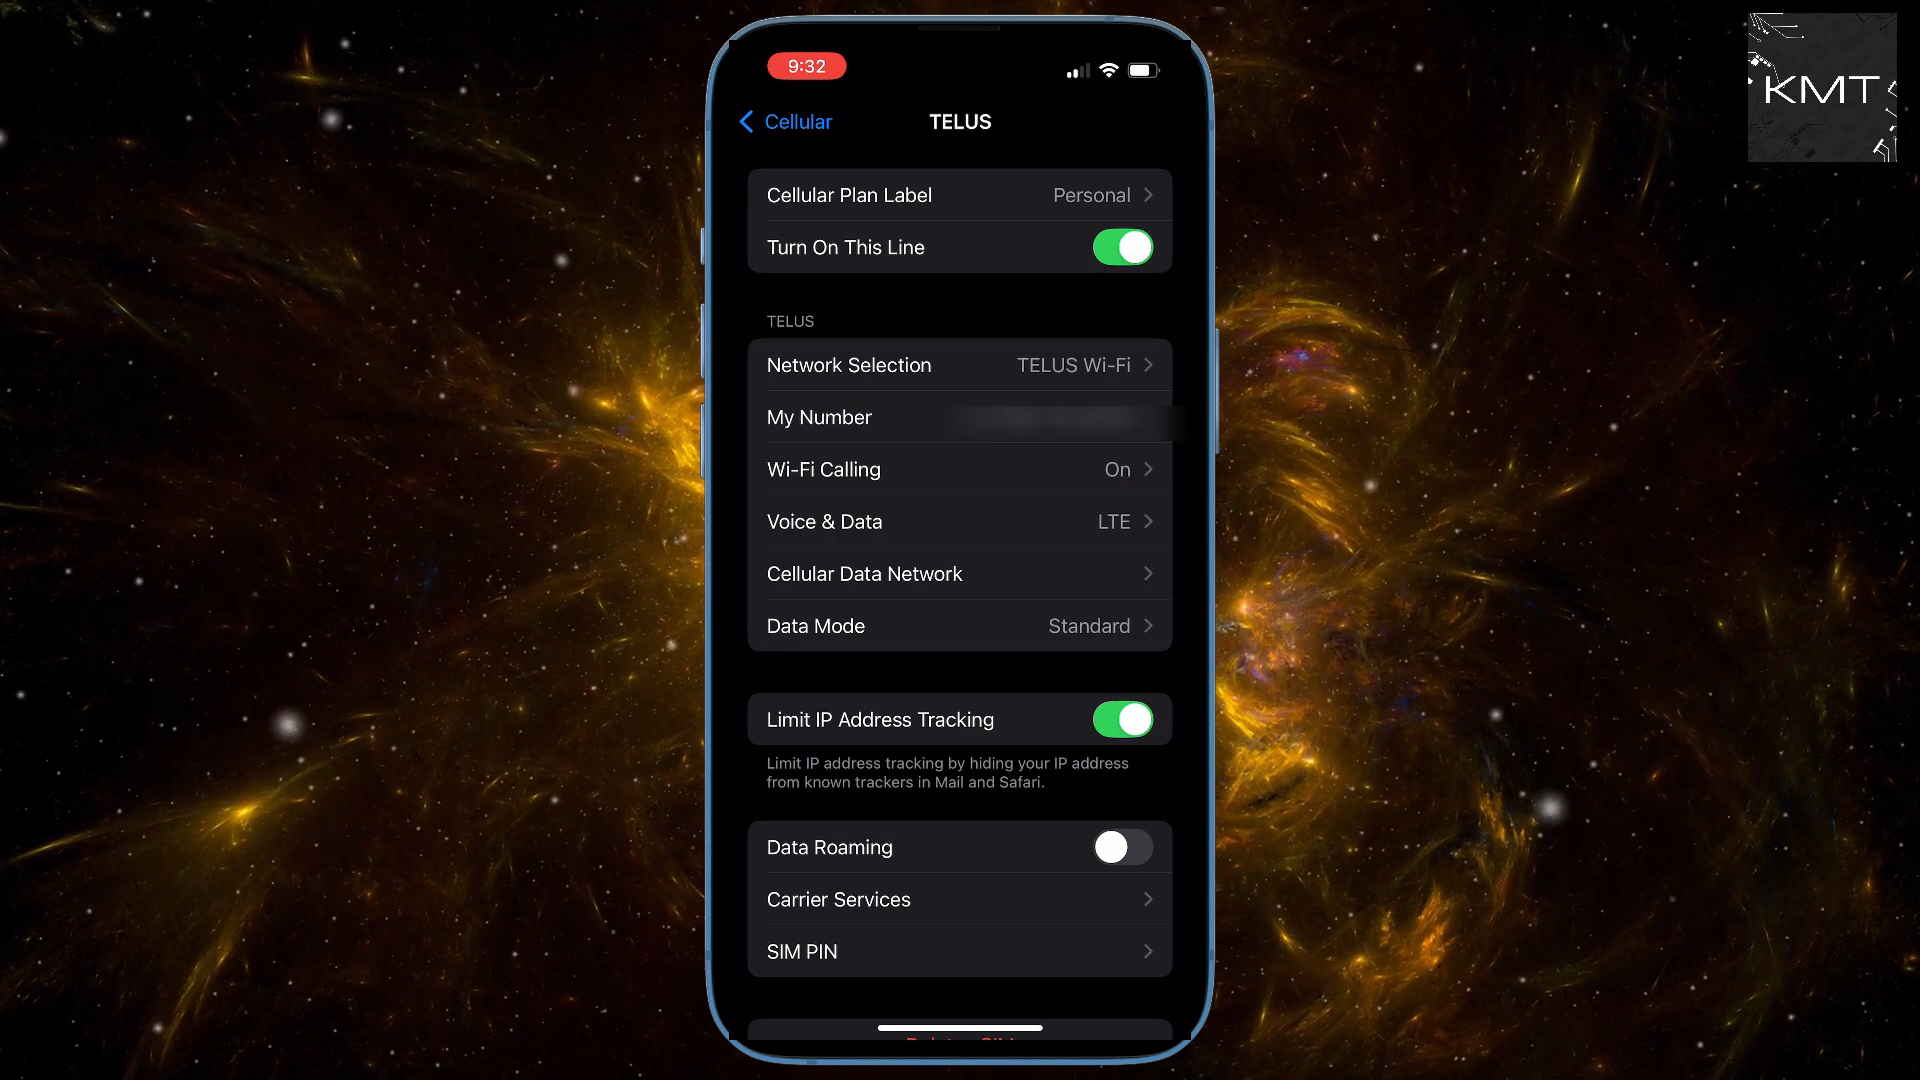 KMT
9:32
Cellular
TELUS
Cellular Plan Label Personal
Turn On This Line
TELUS
Network Selection TELUS Wi-Fi
My Number
Wi-Fi Calling On
Voice & Data LTE
Cellular Data Network
Data Mode Standard
Limit IP Address Tracking
Limit IP address tracking by hiding your IP address
from known trackers in Mail and Safari.
Data Roaming
Carrier Services
SIM PIN